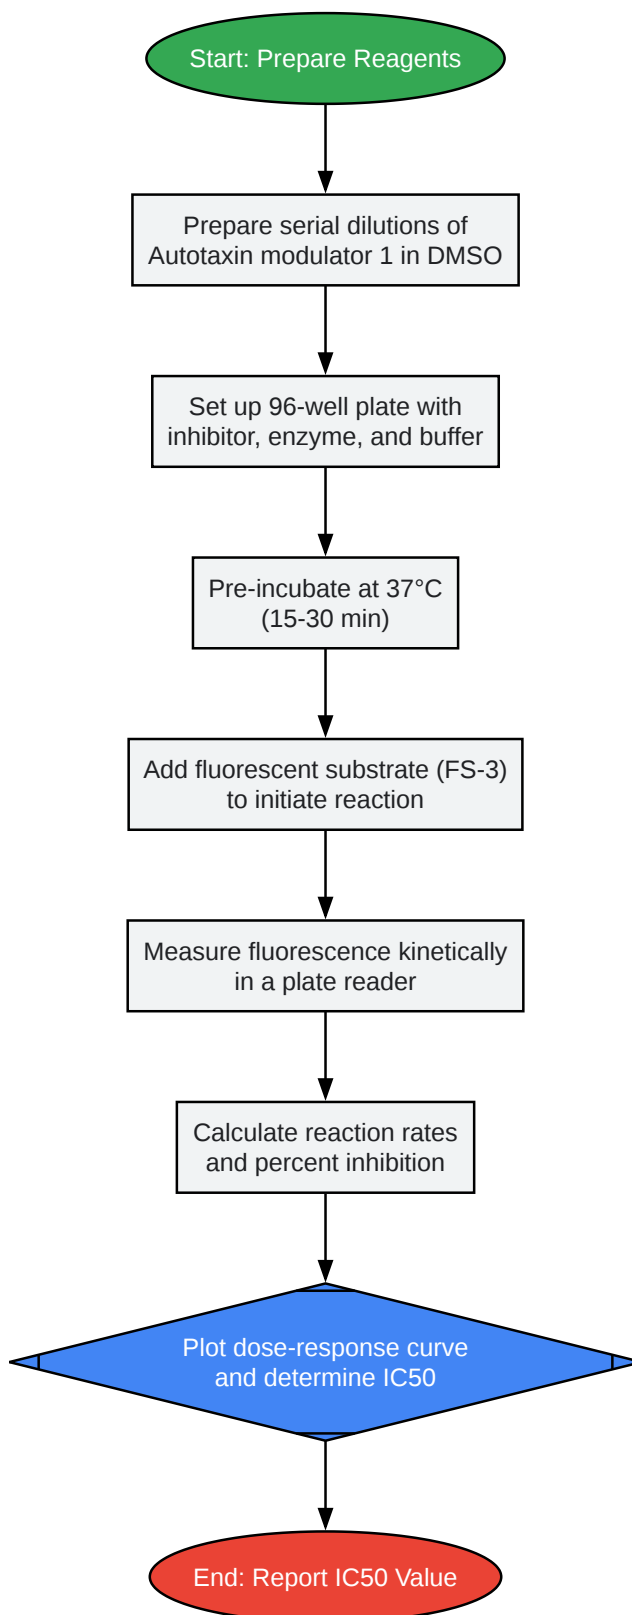 Start: Prepare Reagents
Prepare serial dilutions of
Autotaxin modulator 1 in DMSO
Set up 96-well plate with
inhibitor, enzyme, and buffer
Pre-incubate at 37°C
(15-30 min)
Add fluorescent substrate (FS-3)
to initiate reaction
Measure fluorescence kinetically
in a plate reader
Calculate reaction rates
and percent inhibition
Plot dose-response curve
and determine IC50
End: Report IC50 Value